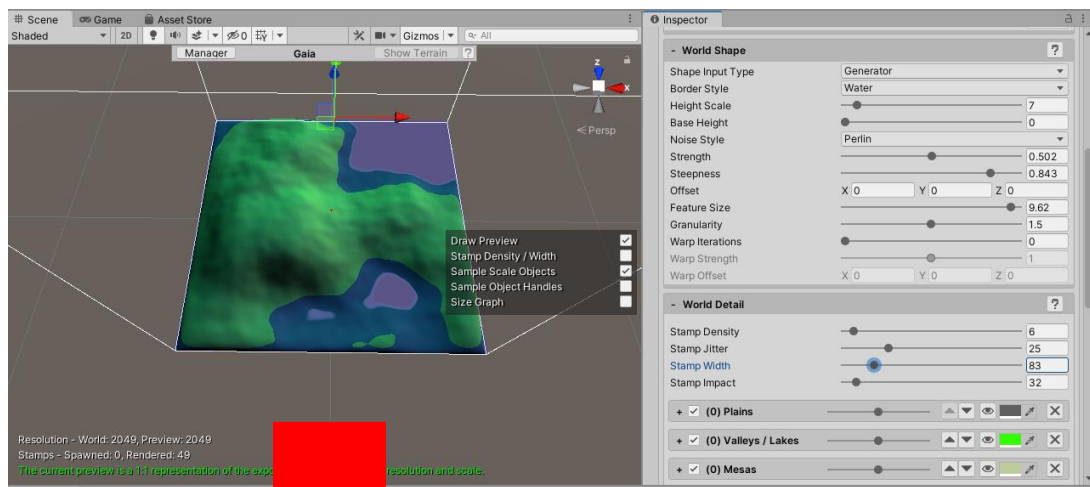 Scene Game Asset Store
Shaded 2D 0 Gizmos All
Manager Gaia Show Terrain ?
z
x
Persp
Draw Preview
Stamp Density / Width
Sample Scale Objects
Sample Object Handles
Size Graph
Resolution - World: 2049, Preview: 2049
Stamps - Spawned: 0, Rendered: 49
The current preview is a 1:1 representation of the resolution and scale.
Inspector
- World Shape ?
Shape Input Type Generator
Border Style Water
Height Scale 7
Base Height 0
Noise Style Perlin
Strength 0.502
Steepness 0.843
Offset X 0 Y 0 Z 0
Feature Size 9.62
Granularity 1.5
Warp Iterations 0
Warp Strength 1
Warp Offset X 0 Y 0 Z 0
- World Detail ?
Stamp Density 6
Stamp Jitter 25
Stamp Width 83
Stamp Impact 32
+ (0) Plains X
+ (0) Valleys / Lakes X
+ (0) Mesas X